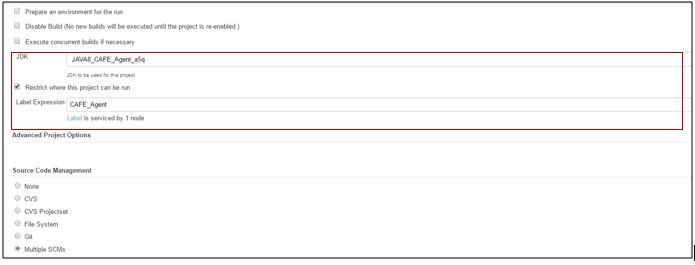 Prepare an environment for the run
Disable Build (No new builds will be executed until the project is re-enabled.)
Execute concurrent builds if necessary
JDK
JAVA8_CAFE_Agent_a5q
JDK to be used for this project
Restrict where this project can be run
Label Expression
CAFE_Agent
Label is serviced by 1 node
Advanced Project Options
Source Code Management
None
CVS
CVS Projectset
File System
Git
Multiple SCMs